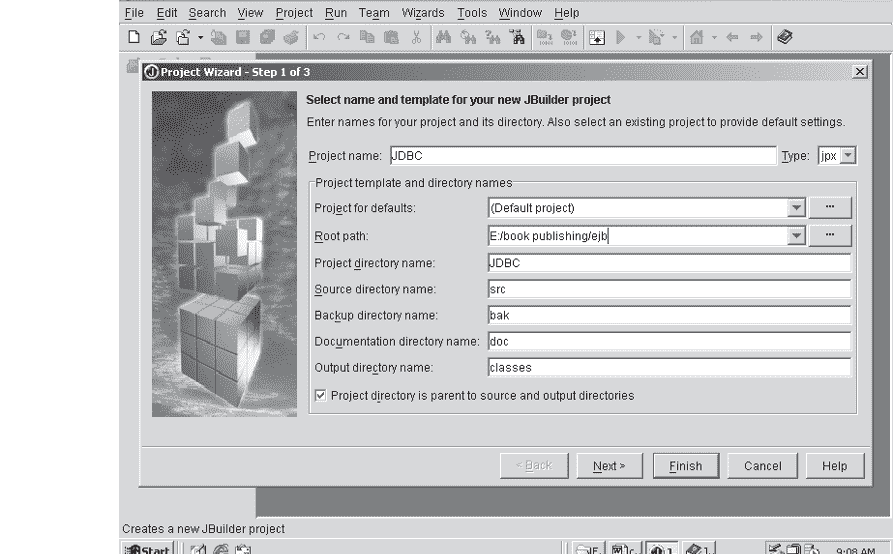 File Edit Search View Project Run Team Wizards Tools Window Help
Project Wizard - Step 1 of 3
Select name and template for your new JBuilder project
Enter names for your project and its directory. Also select an existing project to provide default settings.
Project name: JDBC Type: jpx
Project template and directory names
Project for defaults: (Default project) ...
Root path: E:/book publishing/ejb ...
Project directory name: JDBC
Source directory name: src
Backup directory name: bak
Documentation directory name: doc
Output directory name: classes
Project directory is parent to source and output directories
< Back Next > Finish Cancel Help
Creates a new JBuilder project
Start 9:08 AM